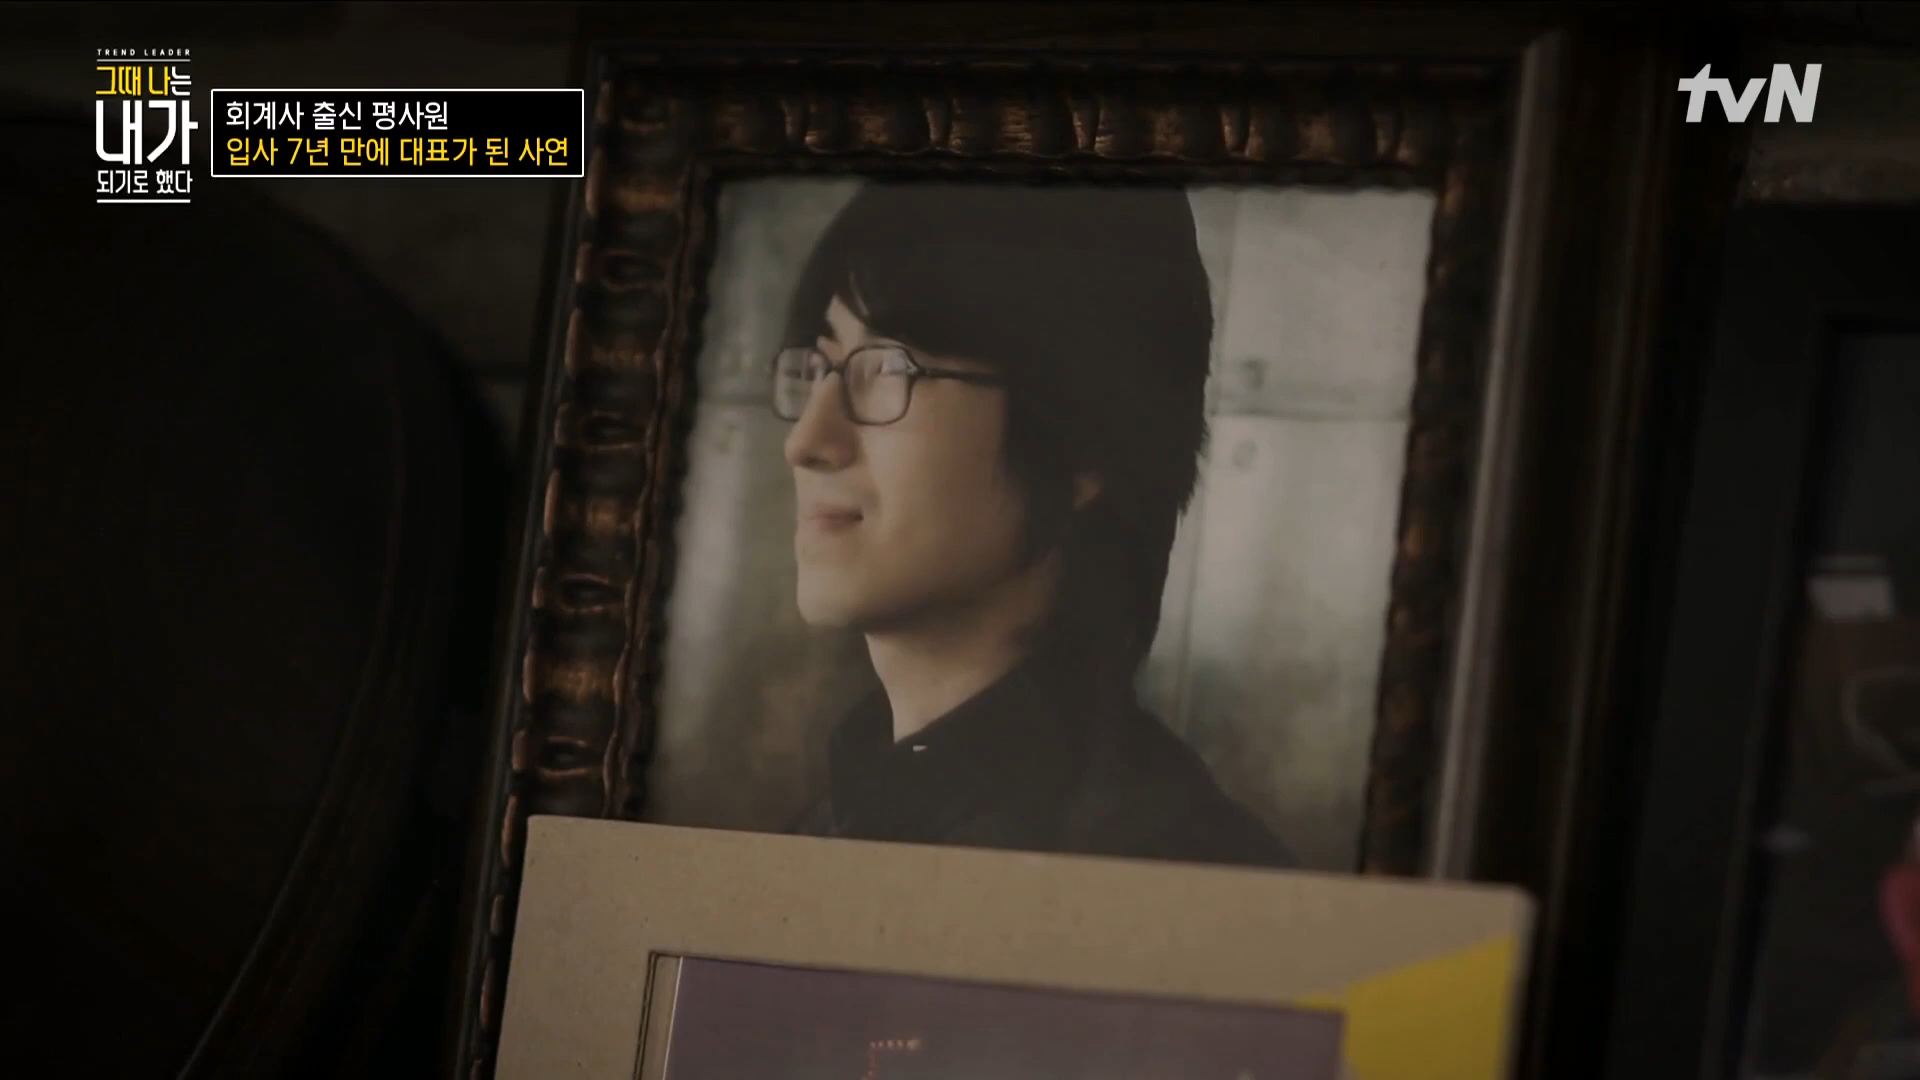 TREND LEADER
그때 나는
내가
되기로 했다
회계사 출신 평사원
입사 7년 만에 대표가 된 사연
tvN